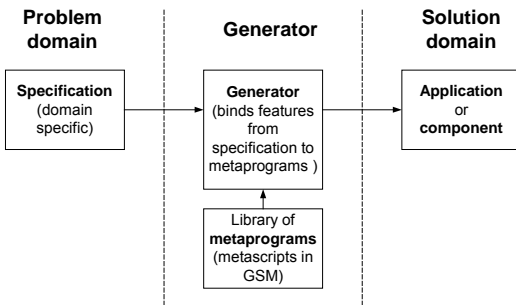 Problem
domain
Generator
Solution
domain
Specification
(domain
specific)
Generator
(binds features
from
specification to
metaprograms )
Application
or
component
Library of
metaprograms
(metascripts in
GSM)